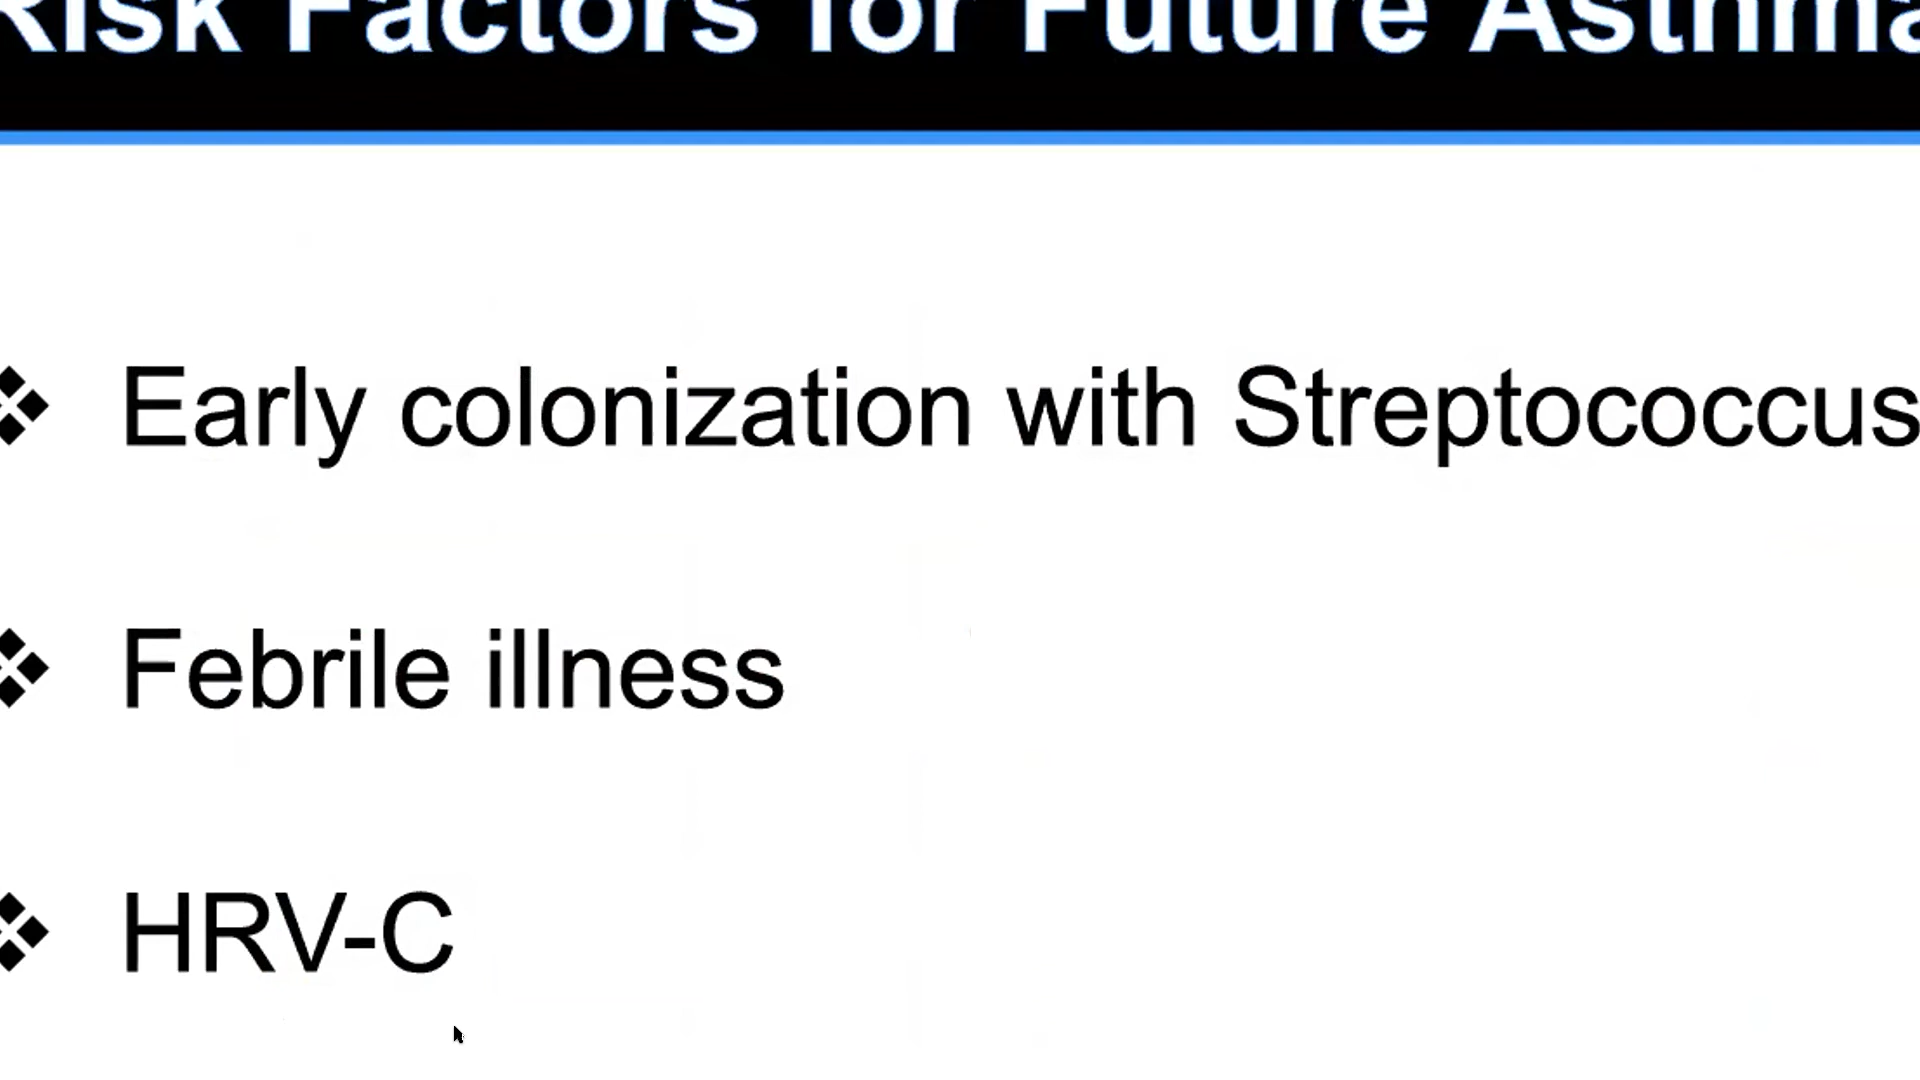 Risk Factors for Future Asthma
❖ Early colonization with Streptococcus
❖ Febrile illness
❖ HRV-C